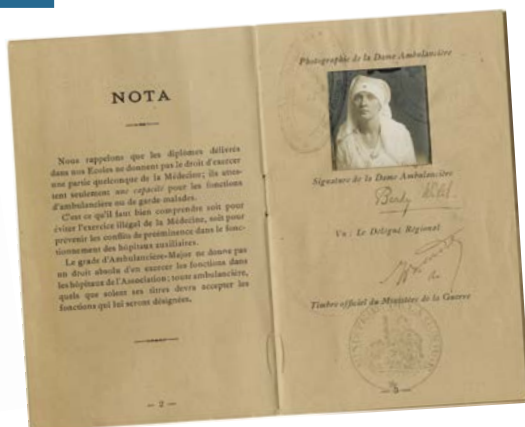 NOTA
Nous rappelons que les diplômes délivrés
dans nos Ecoles ne donnent pas le droit d'exercer
une partie quelconque de la Médecine; ils attes-
tent seulement une capacité pour les fonctions
d'ambulancière ou de garde malades.
C'est ce qu'il faut bien comprendre soit pour
éviter l'exercice illégal de la Médecine, soit pour
prévenir les conflits de prééminence dans le fonc-
tionnement des hôpitaux auxiliaires.
Le grade d'Ambulancière-Major ne donne pas
un droit absolu d'en exercer les fonctions dans
les hôpitaux de l'Association; toute ambulancière,
quels que soient ses titres devra accepter les
fonctions qui lui seront désignées.
— 2 —
Photographie de la Dame Ambulancière
Signature de la Dame Ambulancière
Vu: Le Délégué Régional
Timbre officiel du Ministère de la Guerre
MINISTÈRE DE LA GUERRE